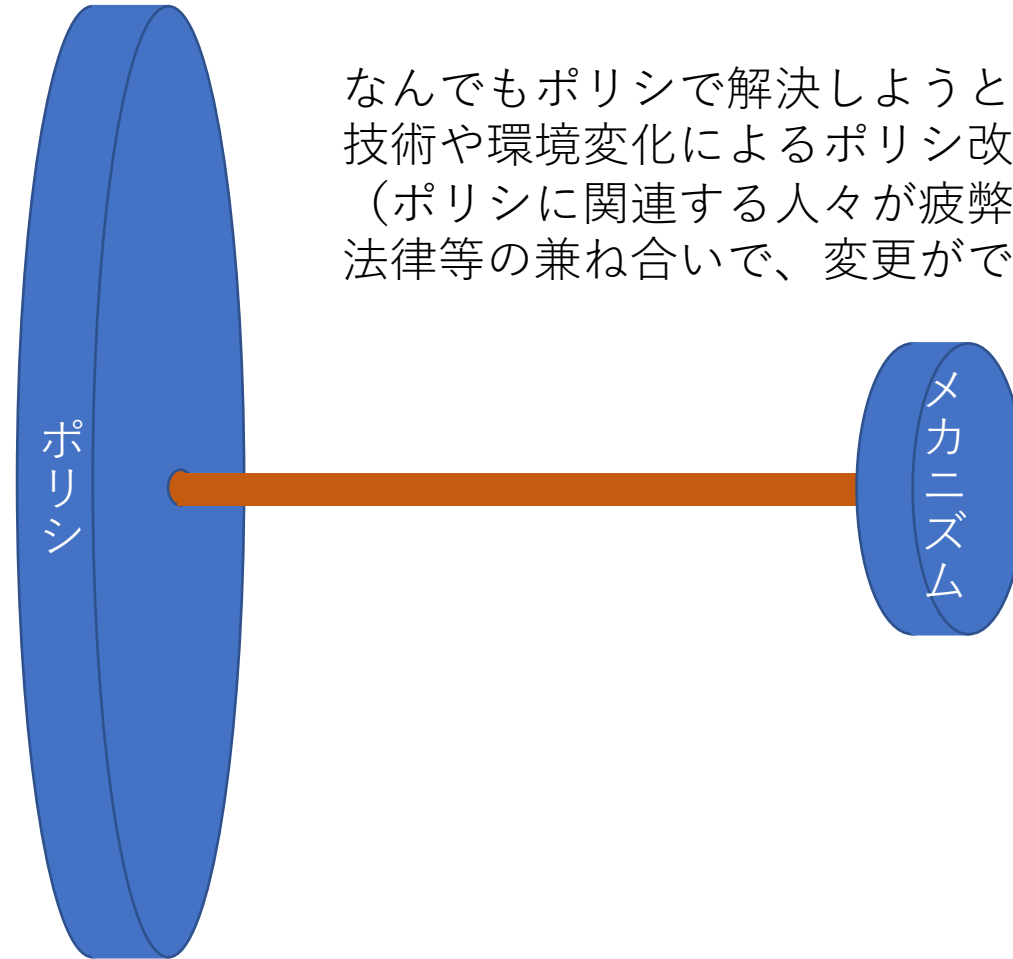 なんでもポリシで解決しようと
技術や環境変化によるポリシ改
（ポリシに関連する人々が疲弊
法律等の兼ね合いで、変更がで
ポリシ
メカニズム